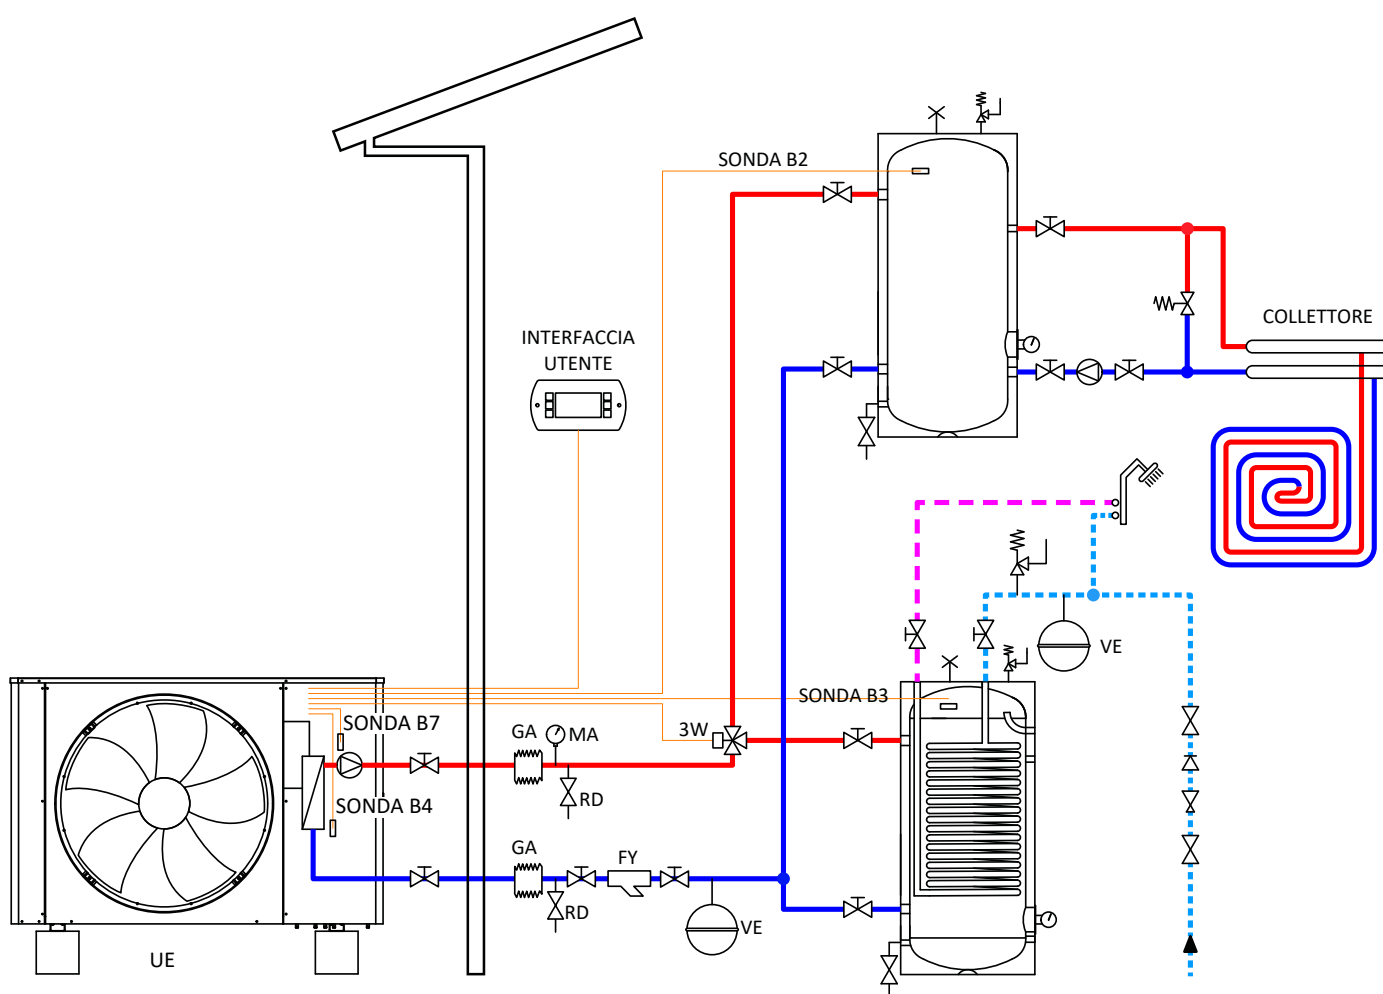 SONDA B2
INTERFACCIA
UTENTE
COLLETTORE
VE
SONDA B3
SONDA B7
GA
MA
3W
RD
SONDA B4
GA
FY
RD
VE
UE